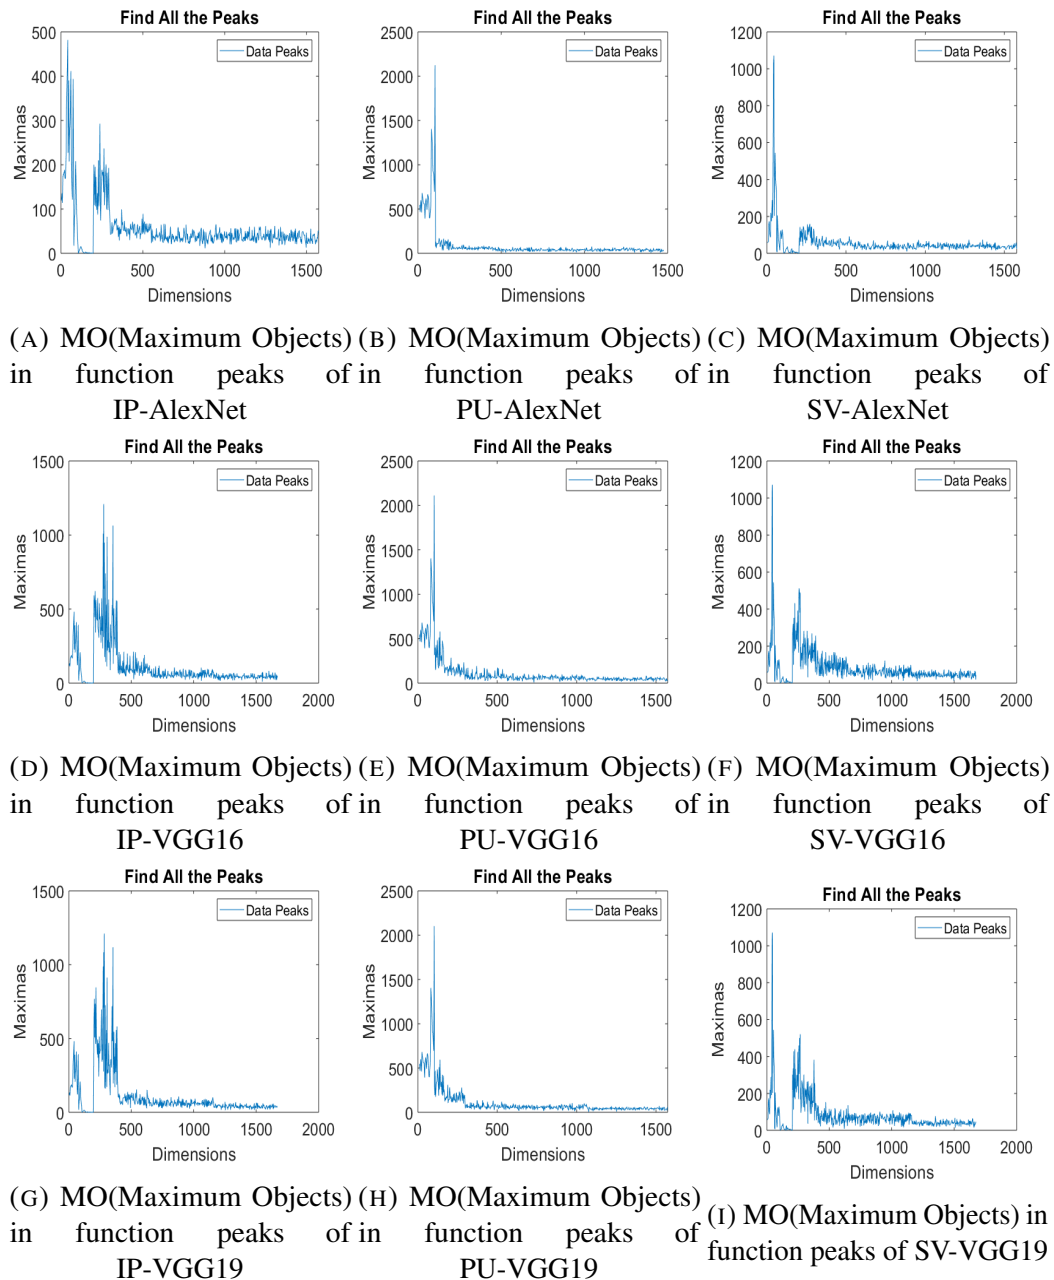 Find All the Peaks
500
400
300
200
100
0
0
500
1000
1500
Maximas
Dimensions
Data Peaks
(A) MO(Maximum Objects)
in function peaks of
IP-AlexNet
Find All the Peaks
2500
2000
1500
1000
500
0
0
500
1000
1500
Maximas
Dimensions
Data Peaks
(B) MO(Maximum Objects)
in function peaks of
PU-AlexNet
Find All the Peaks
1200
1000
800
600
400
200
0
0
500
1000
1500
Maximas
Dimensions
Data Peaks
(C) MO(Maximum Objects)
in function peaks of
SV-AlexNet
Find All the Peaks
1500
1000
500
0
0
500
1000
1500
2000
Maximas
Dimensions
Data Peaks
(D) MO(Maximum Objects)
in function peaks of
IP-VGG16
Find All the Peaks
2500
2000
1500
1000
500
0
0
500
1000
1500
Maximas
Dimensions
Data Peaks
(E) MO(Maximum Objects)
in function peaks of
PU-VGG16
Find All the Peaks
1200
1000
800
600
400
200
0
0
500
1000
1500
2000
Maximas
Dimensions
Data Peaks
(F) MO(Maximum Objects)
in function peaks of
SV-VGG16
Find All the Peaks
1500
1000
500
0
0
500
1000
1500
2000
Maximas
Dimensions
Data Peaks
(G) MO(Maximum Objects)
in function peaks of
IP-VGG19
Find All the Peaks
2500
2000
1500
1000
500
0
0
500
1000
1500
Maximas
Dimensions
Data Peaks
(H) MO(Maximum Objects)
in function peaks of
PU-VGG19
Find All the Peaks
1200
1000
800
600
400
200
0
0
500
1000
1500
2000
Maximas
Dimensions
Data Peaks
(I) MO(Maximum Objects) in
function peaks of SV-VGG19